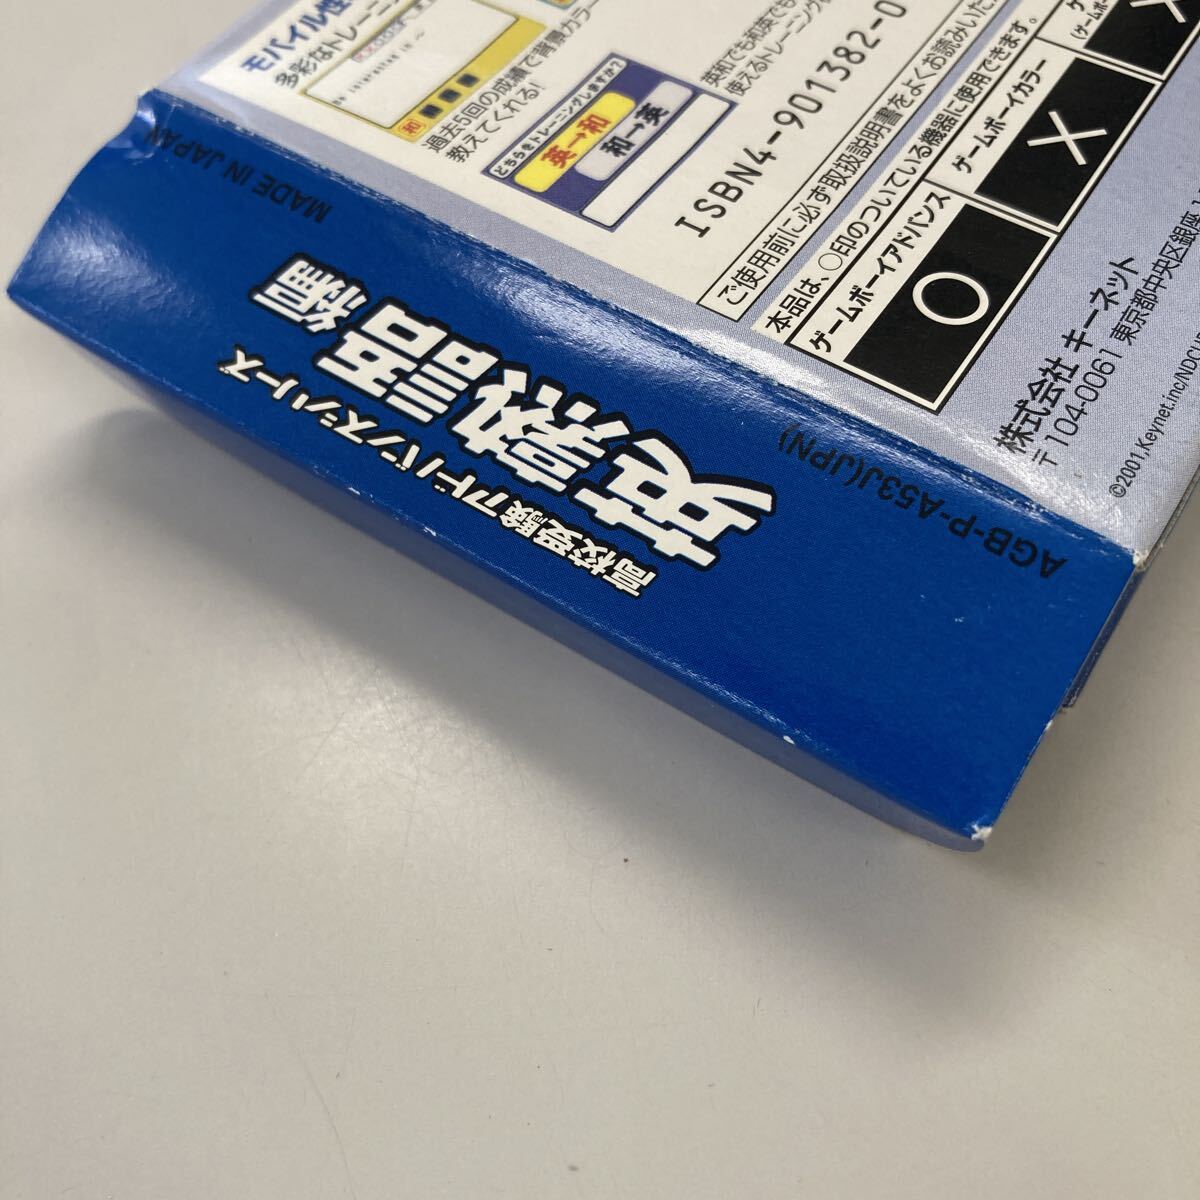 モバイル性
多彩なトレーニン
和
過去5回の成績で背景カラー
教えてくれる!
どちらをトレーニングしますか?
英→和
和→英
英和でも和英でも
使えるトレーニング
ISBN4-901382-0
ご使用前に必ず取扱説明書をよくお読みいた
本品は、○印のついている機器に使用できます。
ゲームボーイアドバンス
ゲームボーイカラー
○
×
株式会社 キーネット
〒104-0061 東京都中央区銀座
©2001.Keynet.inc/
MADE IN JAPAN
高校受験アドバンスシリーズ
英熟語編
AGB-P-A53J(JPN)